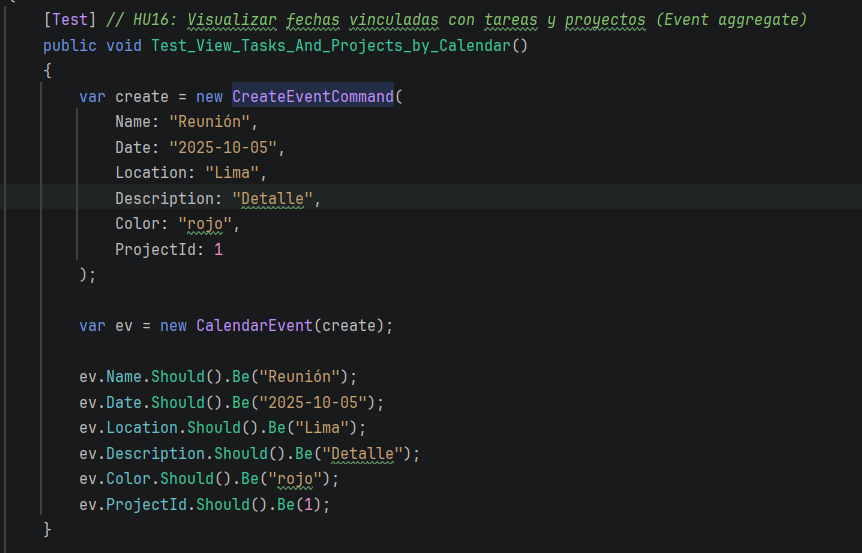 [Test] // HU16: Visualizar fechas vinculadas con tareas y proyectos (Event aggregate)
public void Test_View_Tasks_And_Projects_by_Calendar()
{
var create = new CreateEventCommand(
Name: "Reunión",
Date: "2025-10-05",
Location: "Lima",
Description: "Detalle",
Color: "rojo",
ProjectId: 1
);
var ev = new CalendarEvent(create);
ev.Name.Should().Be("Reunión");
ev.Date.Should().Be("2025-10-05");
ev.Location.Should().Be("Lima");
ev.Description.Should().Be("Detalle");
ev.Color.Should().Be("rojo");
ev.ProjectId.Should().Be(1);
}